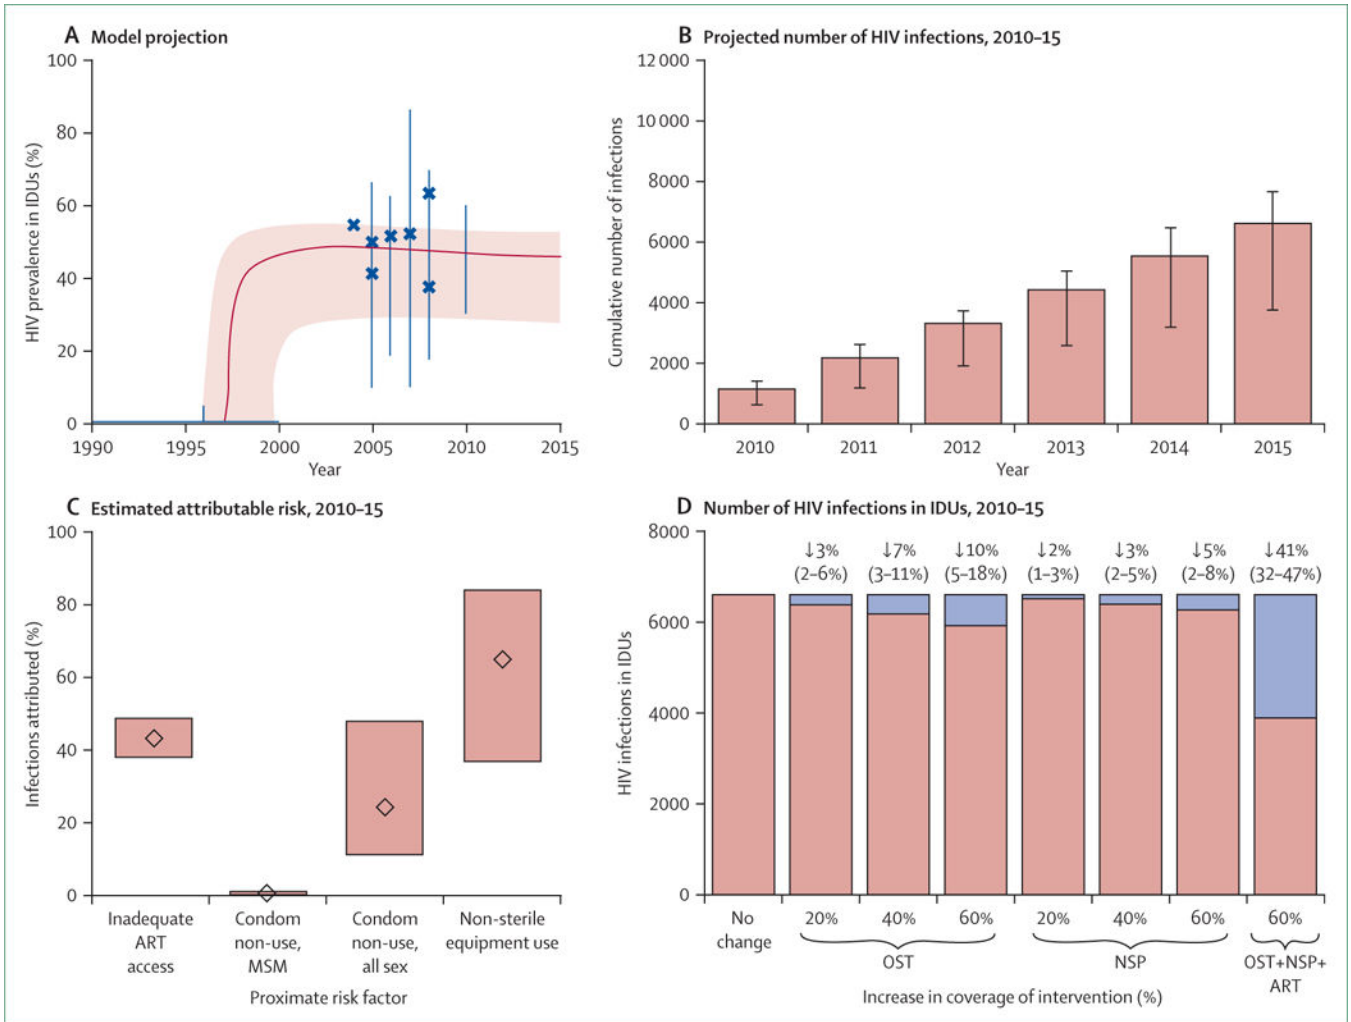 A Model projection
100
80
60
40
20
0
HIV prevalence in IDUs (%)
1990
1995
2000
2005
2010
2015
Year
B Projected number of HIV infections, 2010–15
12 000
10 000
8000
6000
4000
2000
0
Cumulative number of infections
2010
2011
2012
2013
2014
2015
Year
C Estimated attributable risk, 2010–15
100
80
60
40
20
0
Infections attributed (%)
Inadequate
ART
access
Condom
non-use,
MSM
Condom
non-use,
all sex
Non-sterile
equipment use
Proximate risk factor
D Number of HIV infections in IDUs, 2010–15
8000
6000
4000
2000
0
HIV infections in IDUs
↓3%
(2–6%)
↓7%
(3–11%)
↓10%
(5–18%)
↓2%
(1–3%)
↓3%
(2–5%)
↓5%
(2–8%)
↓41%
(32–47%)
No
change
20%
40%
60%
20%
40%
60%
60%
OST
NSP
OST+NSP+
ART
Increase in coverage of intervention (%)